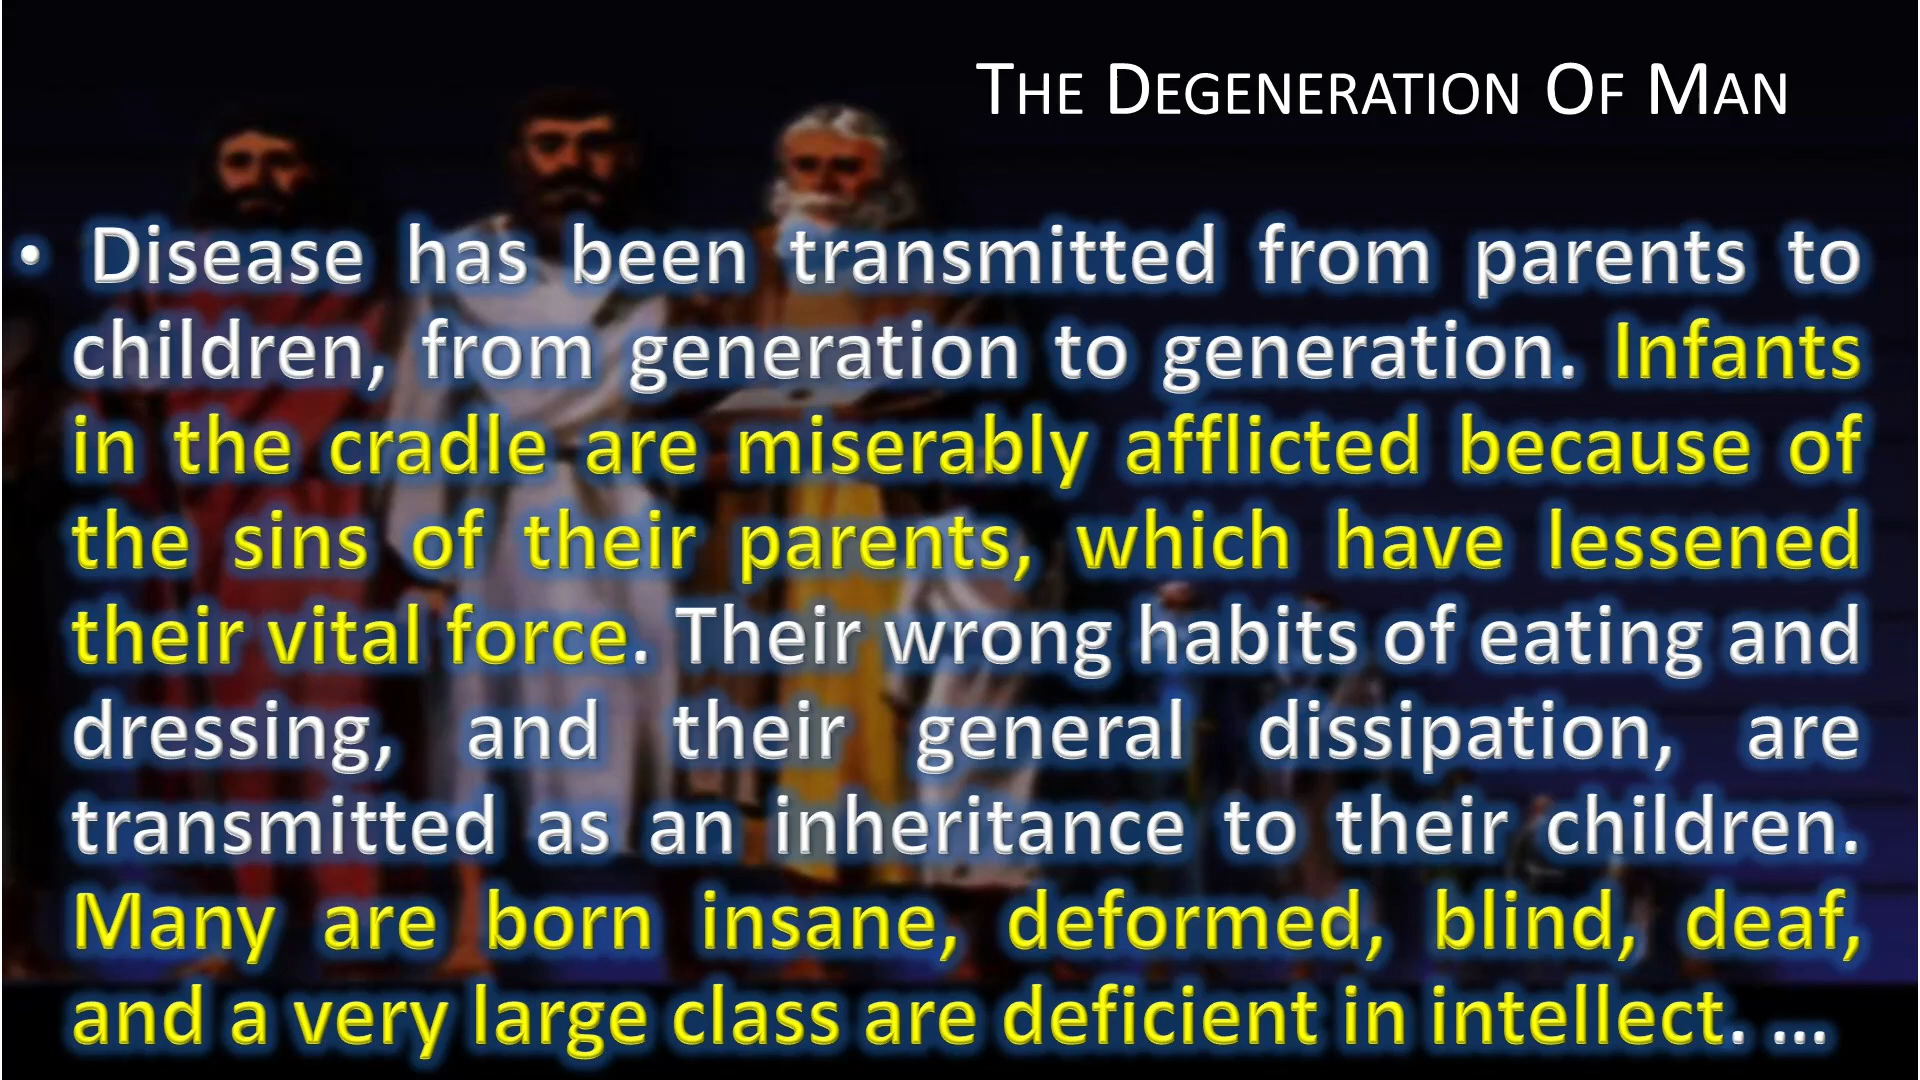 The Degeneration Of Man
• Disease has been transmitted from parents to
children, from generation to generation. Infants
in the cradle are miserably afflicted because of
the sins of their parents, which have lessened
their vital force. Their wrong habits of eating and
dressing, and their general dissipation, are
transmitted as an inheritance to their children.
Many are born insane, deformed, blind, deaf,
and a very large class are deficient in intellect. ...